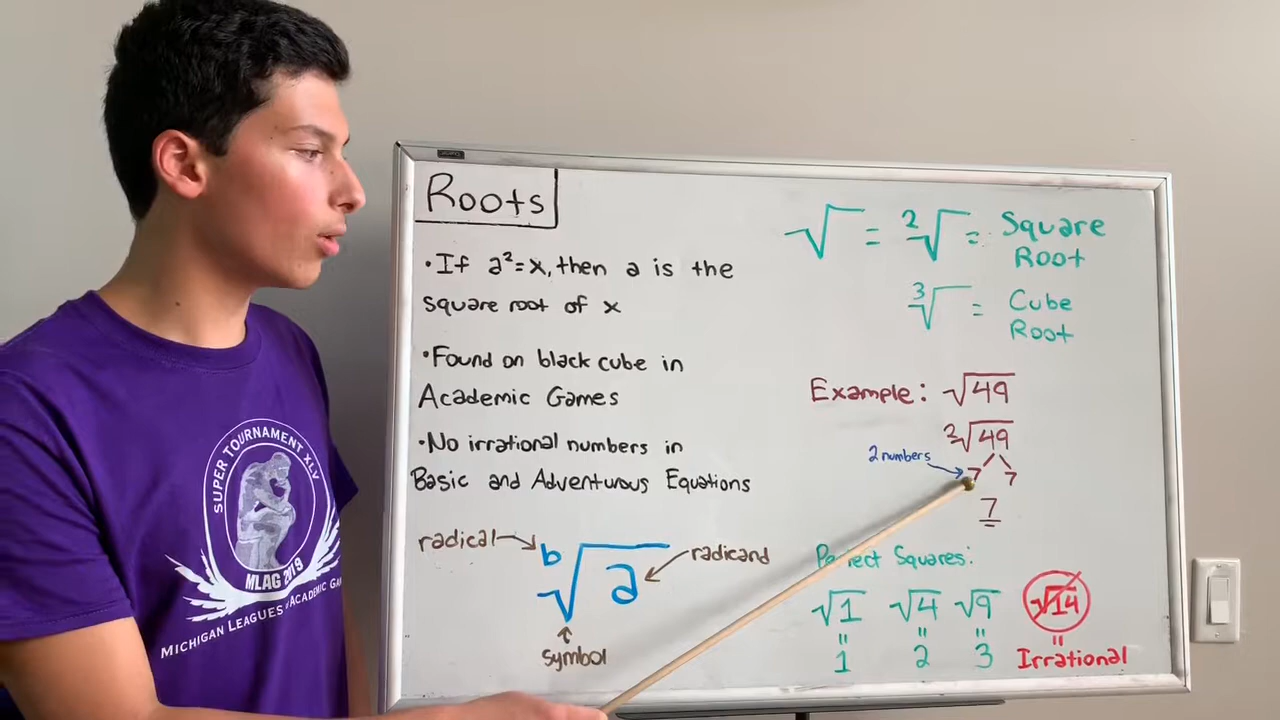 Roots
•If a²=x, then a is the
square root of x
•Found on black cube in
Academic Games
•No irrational numbers in
Basic and Adventurous Equations
radical
b√a
radicand
symbol
√ = ²√ = Square
Root
³√ = Cube
Root
Example: √49
²√49
2 numbers
7 7
7
Perfect Squares:
√1 √4 √9 √14
= = = =
1 2 3 Irrational
SUPER TOURNAMENT XLV
MLAG 2019
MICHIGAN LEAGUES of ACADEMIC GA